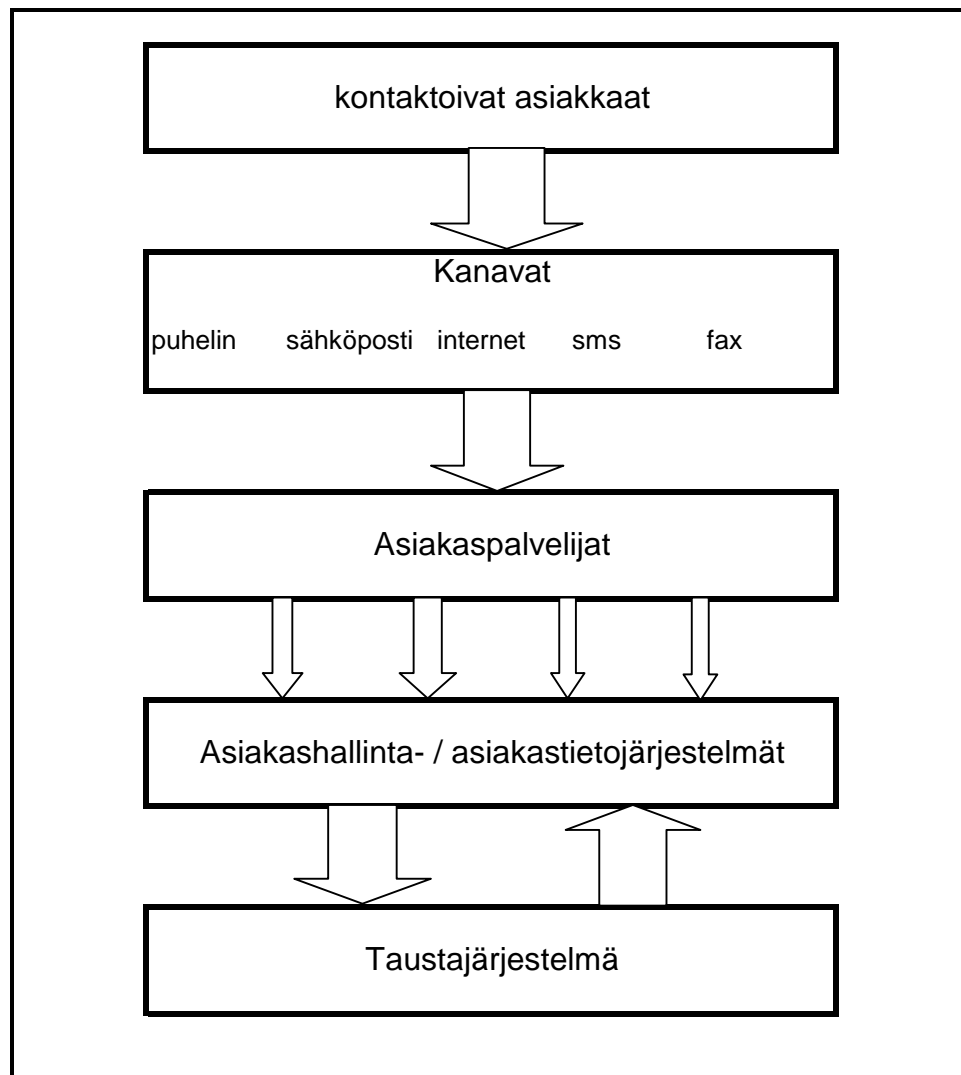 kontaktoivat asiakkaat
Kanavat
puhelin sähköposti internet sms fax
Asiakaspalvelijat
Asiakashallinta- / asiakastietojärjestelmät
Taustajärjestelmä